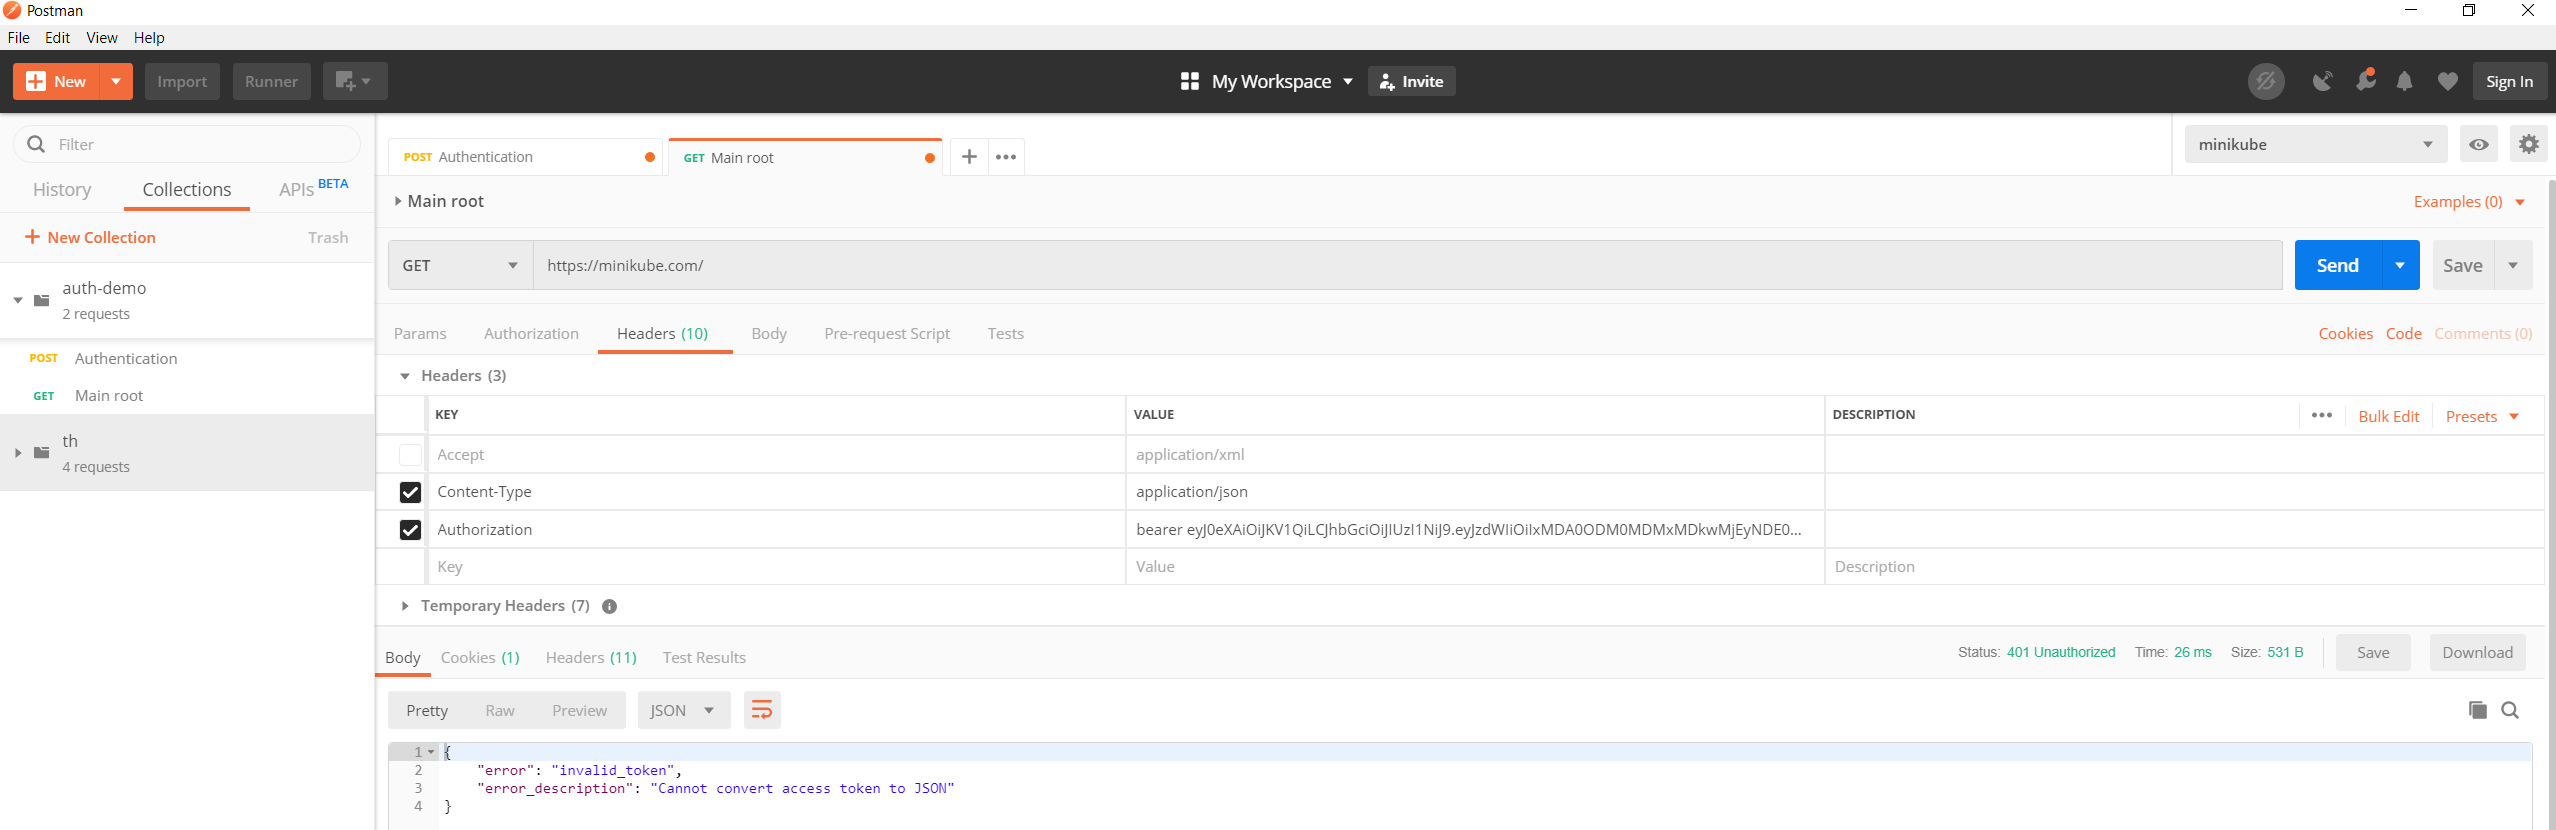 Postman
File Edit View Help
New Import Runner My Workspace Invite Sign In
Filter
History Collections APIs BETA
New Collection Trash
auth-demo
2 requests
POST Authentication
GET Main root
th
4 requests
POST Authentication GET Main root
minikube
Main root
Examples (0)
GET https://minikube.com/ Send Save
Params Authorization Headers (10) Body Pre-request Script Tests Cookies Code Comments (0)
Headers (3)
KEY VALUE DESCRIPTION Bulk Edit Presets
Accept application/xml
Content-Type application/json
Authorization bearer eyJ0eXAiOiJKV1QiLCJhbGciOiJIUzI1NiJ9.eyJzdWIiOiIxMDA0ODM0MDMxMDkwMjEyNDE0...
Key Value Description
Temporary Headers (7)
Body Cookies (1) Headers (11) Test Results Status: 401 Unauthorized Time: 26 ms Size: 531 B Save Download
Pretty Raw Preview JSON
1 {
2 "error": "invalid_token",
3 "error_description": "Cannot convert access token to JSON"
4 }